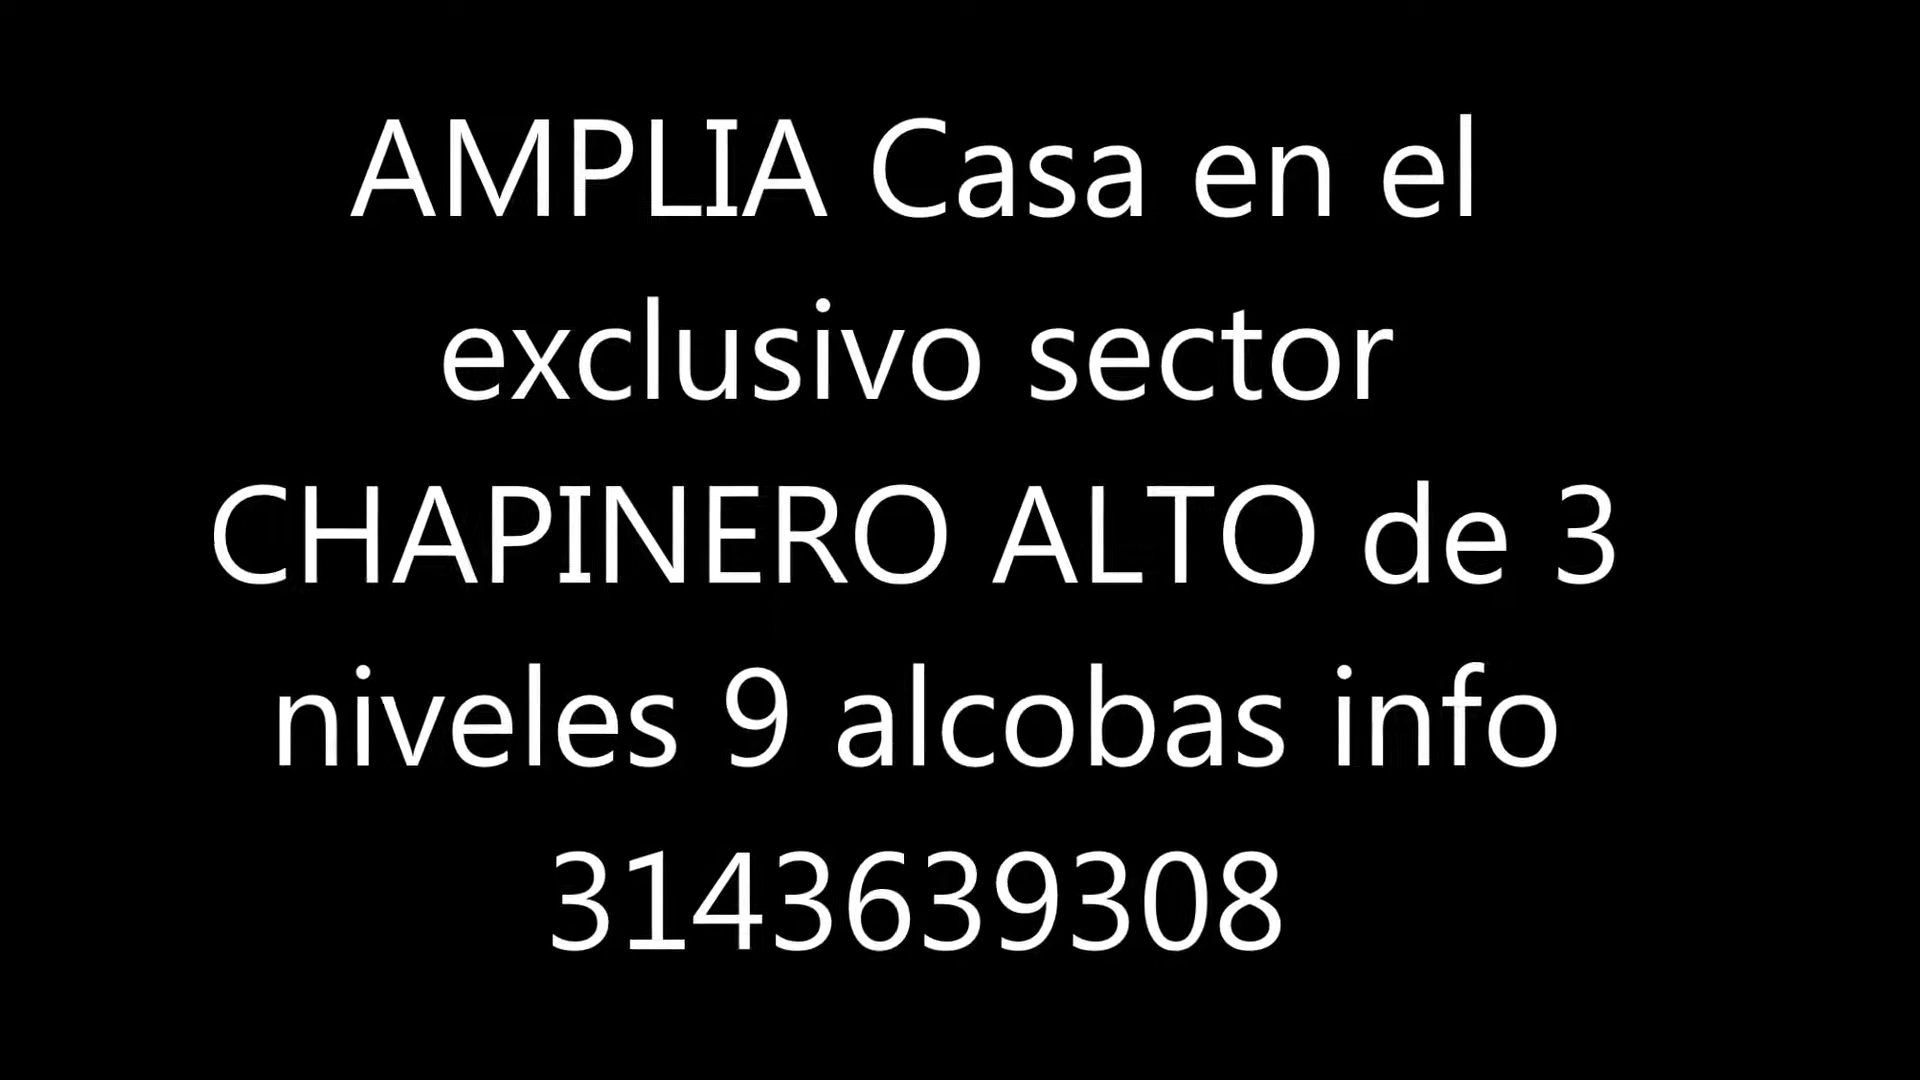 AMPLIA Casa en el
exclusivo sector
CHAPINERO ALTO de 3
niveles 9 alcobas info
3143639308